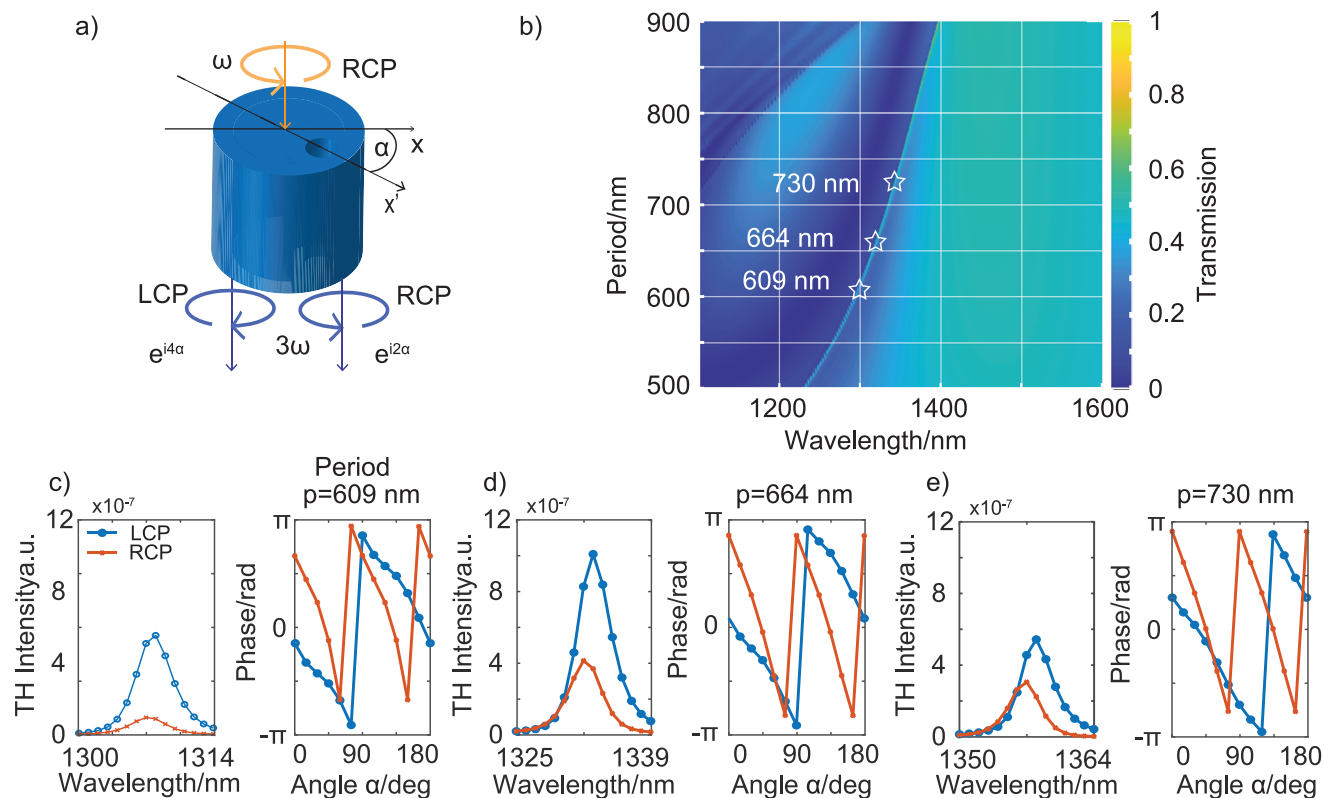 a)
ω
RCP
x
α
x'
LCP
RCP
3ω
e^i4α
e^i2α
b)
900
800
700
600
500
Period/nm
730 nm
664 nm
609 nm
1200
1400
1600
Wavelength/nm
1
0.8
0.6
0.4
0.2
0
Transmission
c)
x10^-7
12
8
4
0
TH Intensitya.u.
LCP
RCP
1300
1314
Wavelength/nm
Period
p=609 nm
π
0
-π
Phase/rad
0
90
180
Angle α/deg
d)
x10^-7
12
8
4
0
TH Intensitya.u.
1325
1339
Wavelength/nm
p=664 nm
π
0
-π
Phase/rad
0
90
180
Angle α/deg
e)
x10^-7
12
8
4
0
TH Intensitya.u.
1350
1364
Wavelength/nm
p=730 nm
π
0
-π
Phase/rad
0
90
180
Angle α/deg